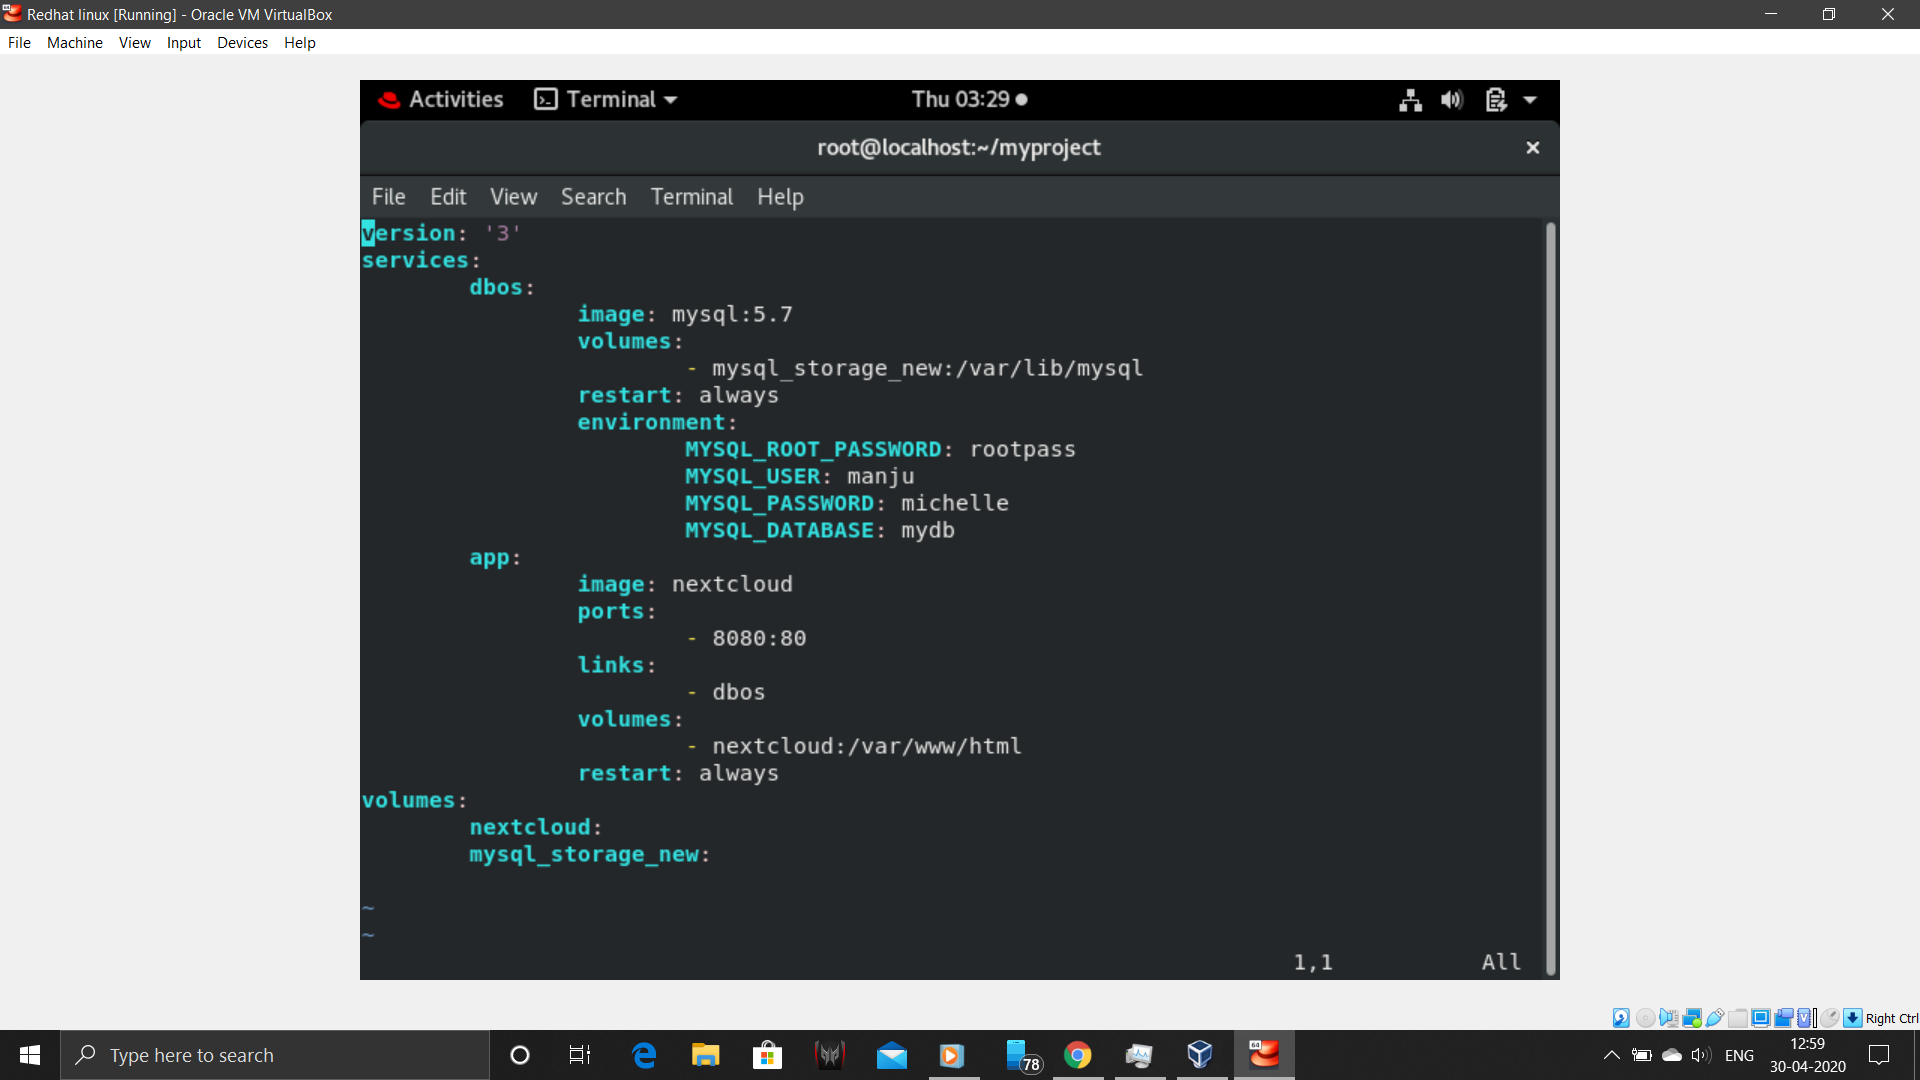 Redhat linux [Running] - Oracle VM VirtualBox
File Machine View Input Devices Help
Activities Terminal Thu 03:29
root@localhost:~/myproject
File Edit View Search Terminal Help
version: '3'
services:
dbos:
image: mysql:5.7
volumes:
- mysql_storage_new:/var/lib/mysql
restart: always
environment:
MYSQL_ROOT_PASSWORD: rootpass
MYSQL_USER: manju
MYSQL_PASSWORD: michelle
MYSQL_DATABASE: mydb
app:
image: nextcloud
ports:
- 8080:80
links:
- dbos
volumes:
- nextcloud:/var/www/html
restart: always
volumes:
nextcloud:
mysql_storage_new:
~
~
1,1 All
Right Ctrl
Type here to search
78
64
ENG
12:59
30-04-2020